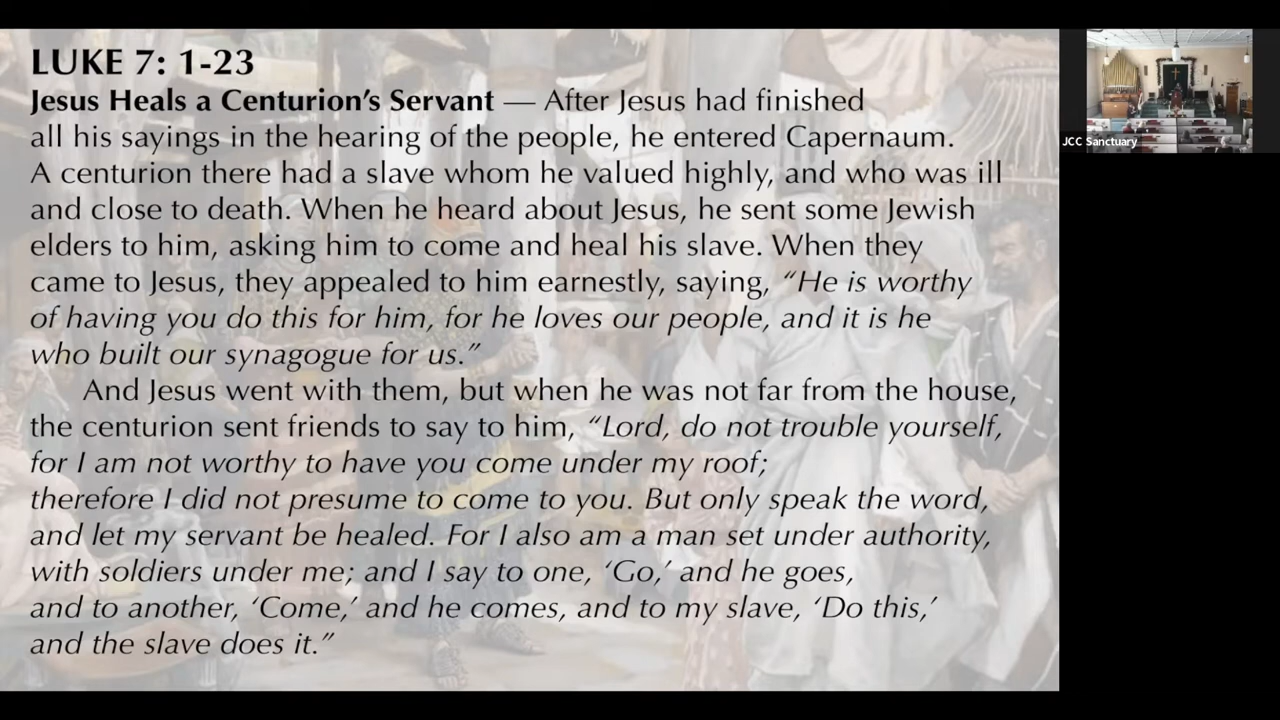 LUKE 7: 1-23
Jesus Heals a Centurion’s Servant — After Jesus had finished
all his sayings in the hearing of the people, he entered Capernaum.
A centurion there had a slave whom he valued highly, and who was ill
and close to death. When he heard about Jesus, he sent some Jewish
elders to him, asking him to come and heal his slave. When they
came to Jesus, they appealed to him earnestly, saying, “He is worthy
of having you do this for him, for he loves our people, and it is he
who built our synagogue for us.”
And Jesus went with them, but when he was not far from the house,
the centurion sent friends to say to him, “Lord, do not trouble yourself,
for I am not worthy to have you come under my roof;
therefore I did not presume to come to you. But only speak the word,
and let my servant be healed. For I also am a man set under authority,
with soldiers under me; and I say to one, ‘Go,’ and he goes,
and to another, ‘Come,’ and he comes, and to my slave, ‘Do this,’
and the slave does it.”
JCC Sanctuary